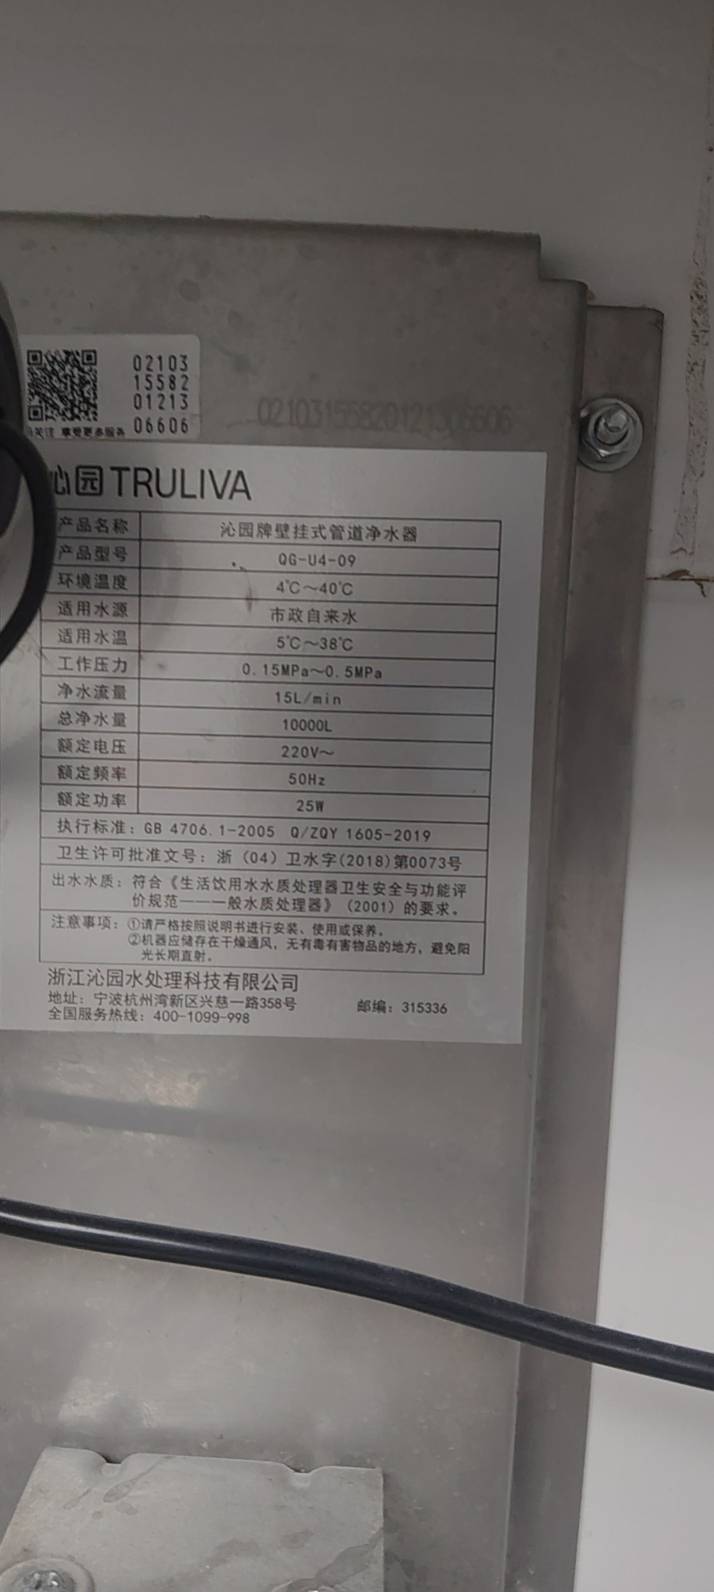 02103
15582
01213
06606
关注 享受更多服务
02103155820121306606
沁园TRULIVA
产品名称 沁园牌壁挂式管道净水器
产品型号 QG-U4-09
环境温度 4℃～40℃
适用水源 市政自来水
适用水温 5℃～38℃
工作压力 0.15MPa～0.5MPa
净水流量 15L/min
总净水量 10000L
额定电压 220V～
额定频率 50Hz
额定功率 25W
执行标准：GB 4706.1-2005 Q/ZQY 1605-2019
卫生许可批准文号：浙（04）卫水字(2018)第0073号
出水水质：符合《生活饮用水水质处理器卫生安全与功能评
价规范——一般水质处理器》（2001）的要求。
注意事项：①请严格按照说明书进行安装、使用或保养。
②机器应储存在干燥通风，无有毒有害物品的地方，避免阳
光长期直射。
浙江沁园水处理科技有限公司
地址：宁波杭州湾新区兴慈一路358号 邮编：315336
全国服务热线：400-1099-998